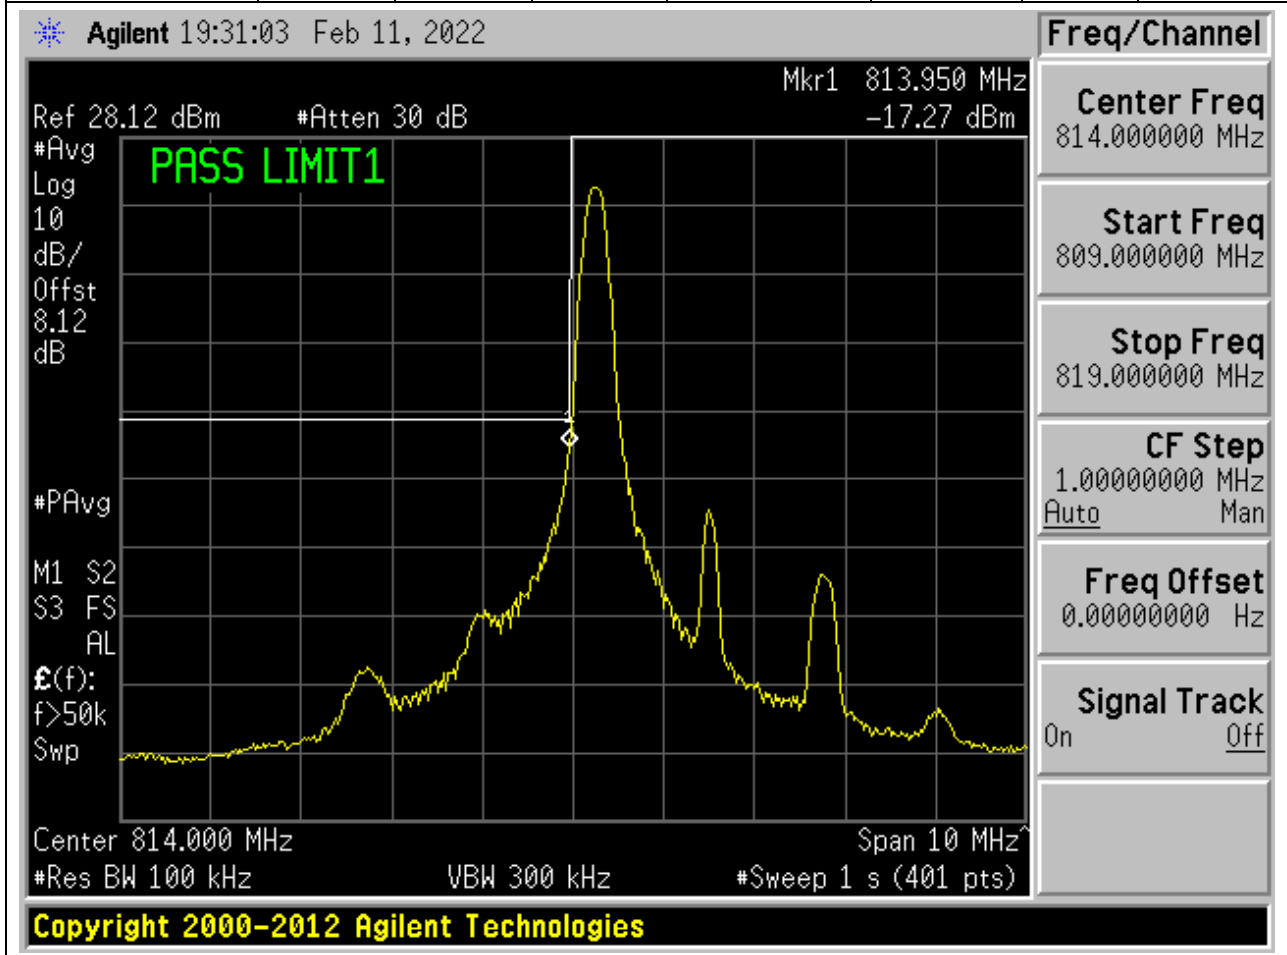 Agilent 19:31:03 Feb 11, 2022
Freq/Channel
Mkr1 813.950 MHz
Ref 28.12 dBm #Atten 30 dB -17.27 dBm
#Avg
Log
10
dB/
Offst
8.12
dB
PASS LIMIT1
#PAvg
M1 S2
S3 FS
AL
£(f):
f>50k
Swp
Center 814.000 MHz Span 10 MHz^
#Res BW 100 kHz VBW 300 kHz #Sweep 1 s (401 pts)
Center Freq
814.000000 MHz
Start Freq
809.000000 MHz
Stop Freq
819.000000 MHz
CF Step
1.00000000 MHz
Auto Man
Freq Offset
0.00000000 Hz
Signal Track
On Off
Copyright 2000-2012 Agilent Technologies